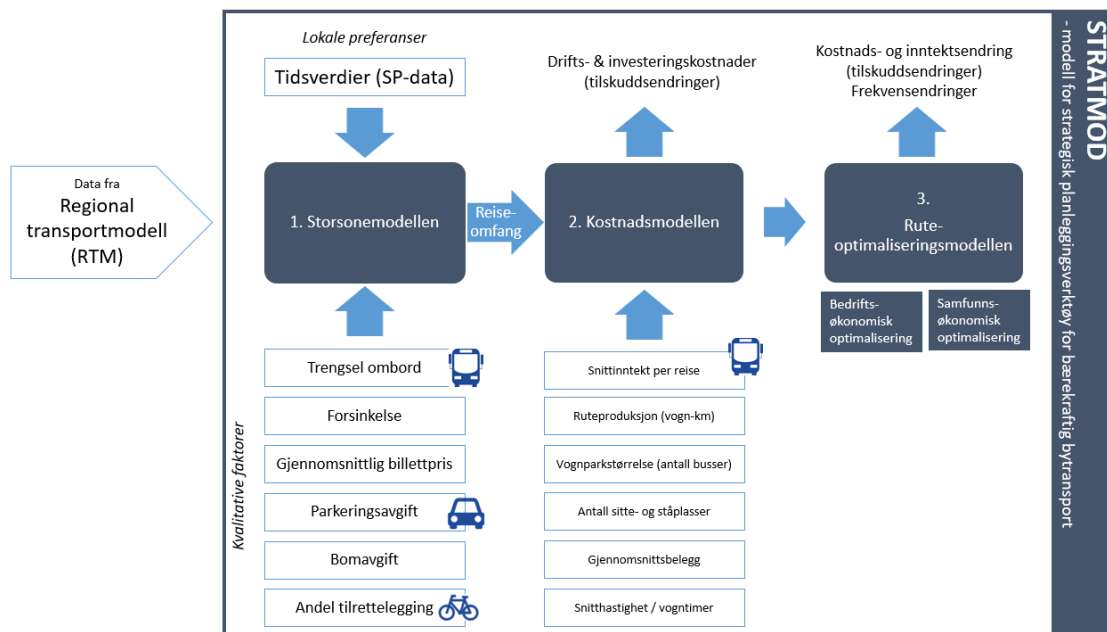 Data fra
Regional
transportmodell
(RTM)
Lokale preferanser
Tidsverdier (SP-data)
1. Storsonemodellen
Reise-
omfang
Kvalitative faktorer
Trengsel ombord
Forsinkelse
Gjennomsnittlig billettpris
Parkeringsavgift
Bomavgift
Andel tilrettelegging
Drifts- & investeringskostnader
(tilskuddsendringer)
2. Kostnadsmodellen
Snittinntekt per reise
Ruteproduksjon (vogn-km)
Vognparkstørrelse (antall busser)
Antall sitte- og ståplasser
Gjennomsnittsbelegg
Snitthastighet / vogntimer
Kostnads- og inntektsendring
(tilskuddsendringer)
Frekvensendringer
3.
Rute-
optimaliseringsmodellen
Bedrifts-
økonomisk
optimalisering
Samfunns-
økonomisk
optimalisering
STRATMOD
- modell for strategisk planleggingsverktøy for bærekraftig bytransport